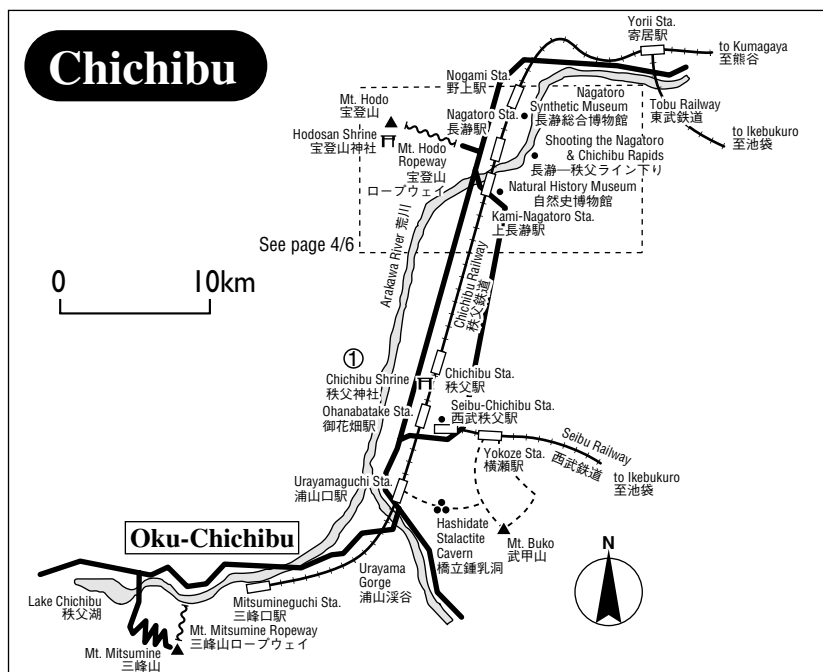 Chichibu
Yorii Sta.
寄居駅
to Kumagaya
至熊谷
Nogami Sta.
野上駅
Tobu Railway
東武鉄道
to Ikebukuro
至池袋
Mt. Hodo
宝登山
Nagatoro Sta.
長瀞駅
Nagatoro
Synthetic Museum
長瀞総合博物館
Hodosan Shrine
宝登山神社
Mt. Hodo
Ropeway
宝登山
ロープウェイ
Shooting the Nagatoro
& Chichibu Rapids
長瀞―秩父ライン下り
Natural History Museum
自然史博物館
Kami-Nagatoro Sta.
上長瀞駅
See page 4/6
Arakawa River 荒川
0 10km
Chichibu Railway
秩父鉄道
①
Chichibu Shrine
秩父神社
Chichibu Sta.
秩父駅
Ohanabatake Sta.
御花畑駅
Seibu-Chichibu Sta.
西武秩父駅
Seibu Railway
西武鉄道
Yokoze Sta.
横瀬駅
to Ikebukuro
至池袋
Urayamaguchi Sta.
浦山口駅
Hashidate
Stalactite
Cavern
橋立鍾乳洞
Mt. Buko
武甲山
N
Oku-Chichibu
Urayama
Gorge
浦山渓谷
Lake Chichibu
秩父湖
Mitsumineguchi Sta.
三峰口駅
Mt. Mitsumine Ropeway
三峰山ロープウェイ
Mt. Mitsumine
三峰山